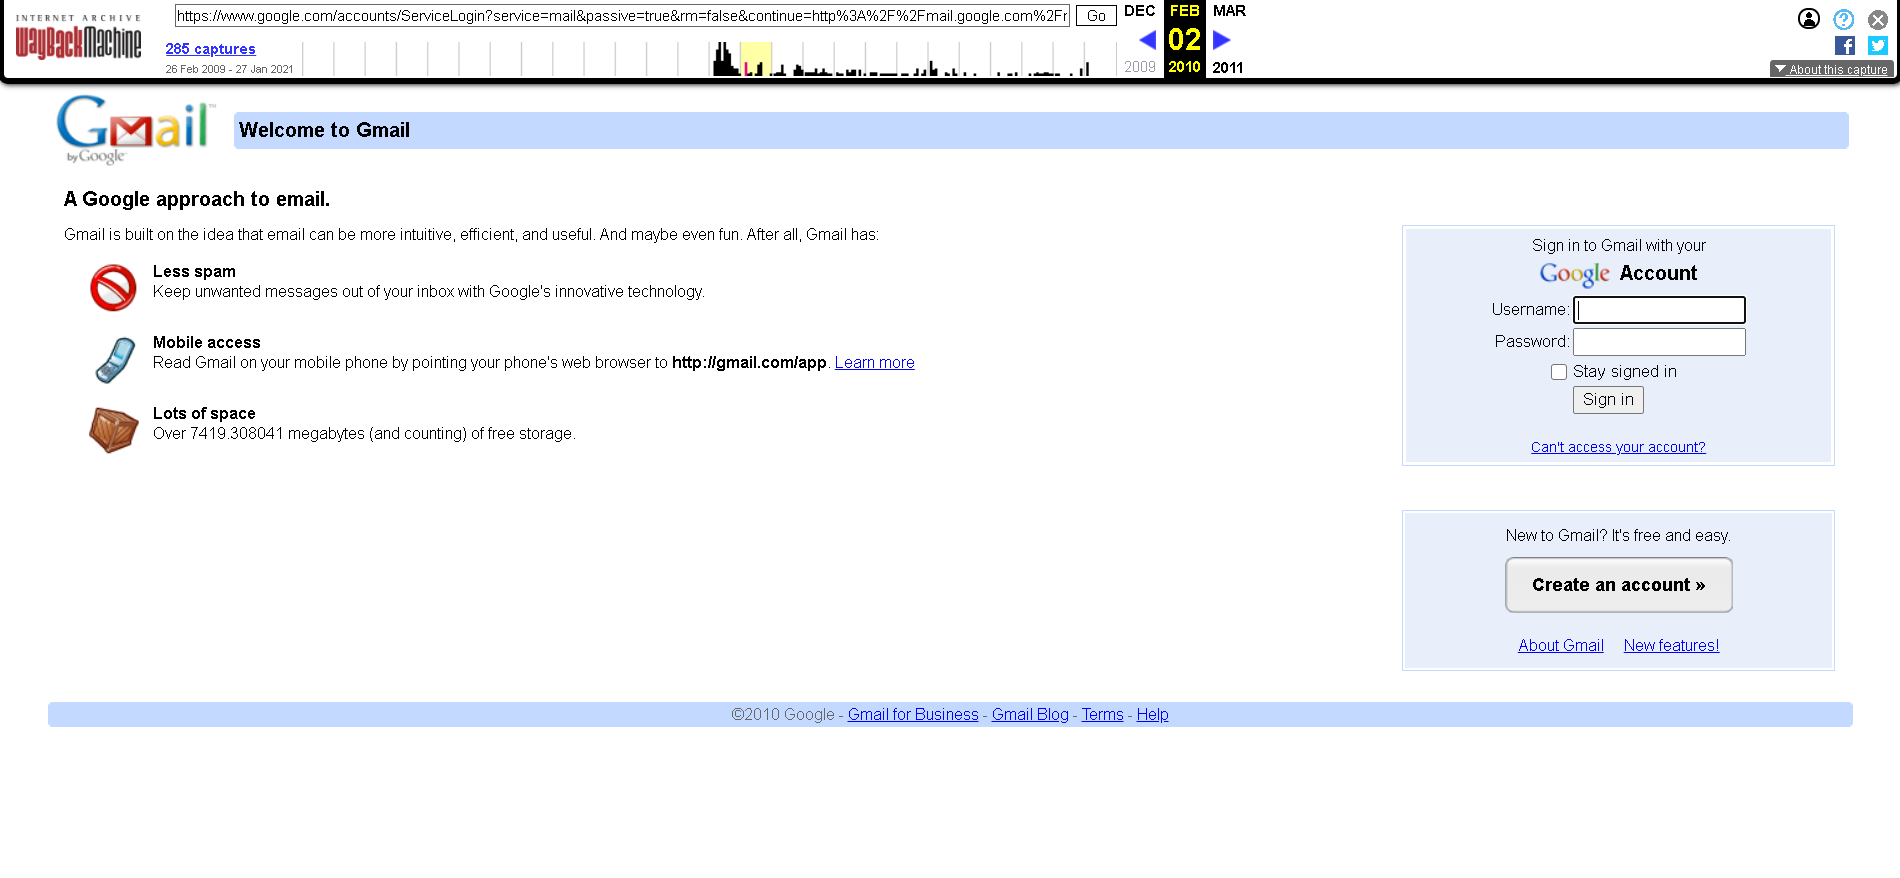 INTERNET ARCHIVE
WayBackMachine
https://www.google.com/accounts/ServiceLogin?service=mail&passive=true&rm=false&continue=http%3A%2F%2Fmail.google.com%2Fr
Go
DEC FEB MAR
285 captures
02
26 Feb 2009 - 27 Jan 2021
2009 2010 2011
About this capture
Gmail™
by Google
Welcome to Gmail
A Google approach to email.
Gmail is built on the idea that email can be more intuitive, efficient, and useful. And maybe even fun. After all, Gmail has:
Less spam
Keep unwanted messages out of your inbox with Google's innovative technology.
Mobile access
Read Gmail on your mobile phone by pointing your phone's web browser to http://gmail.com/app. Learn more
Lots of space
Over 7419.308041 megabytes (and counting) of free storage.
Sign in to Gmail with your
Google Account
Username:
Password:
Stay signed in
Sign in
Can't access your account?
New to Gmail? It's free and easy.
Create an account »
About Gmail New features!
©2010 Google - Gmail for Business - Gmail Blog - Terms - Help